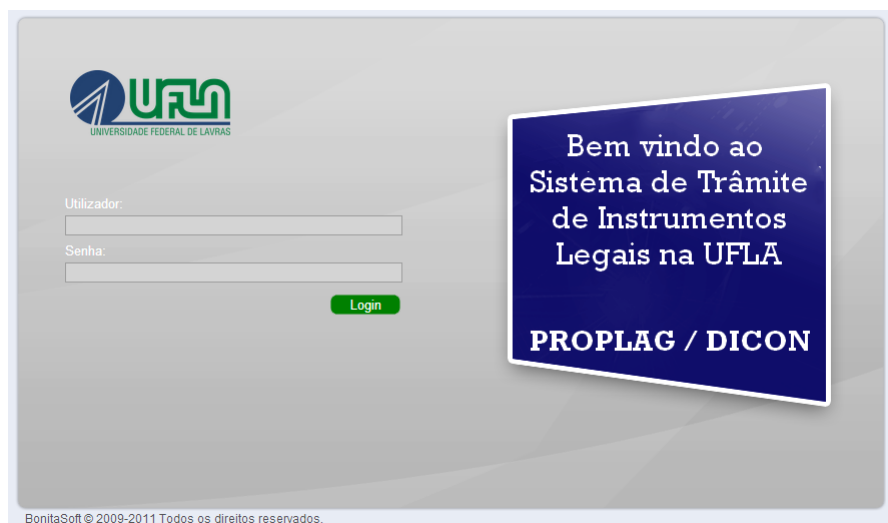 UFLA
UNIVERSIDADE FEDERAL DE LAVRAS
Utilizador:
Senha:
Login
Bem vindo ao
Sistema de Trâmite
de Instrumentos
Legais na UFLA
PROPLAG / DICON
BonitaSoft © 2009-2011 Todos os direitos reservados.